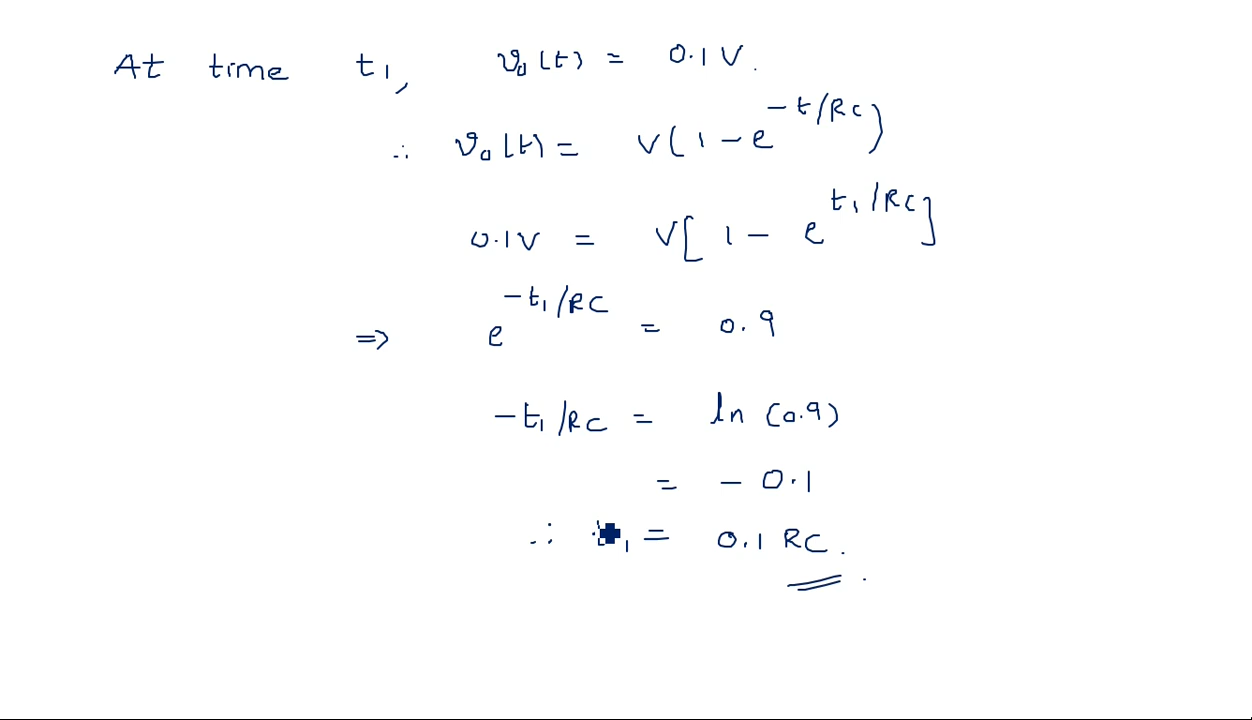 At time t₁, v₀(t) = 0.1V.
∴ v₀(t) = V(1 - e^{-t/RC})
0.1V = V[1 - e^{t₁/RC}]
⇒ e^{-t₁/RC} = 0.9
-t₁/RC = ln(0.9)
= -0.1
∴ t₁ = 0.1 RC.